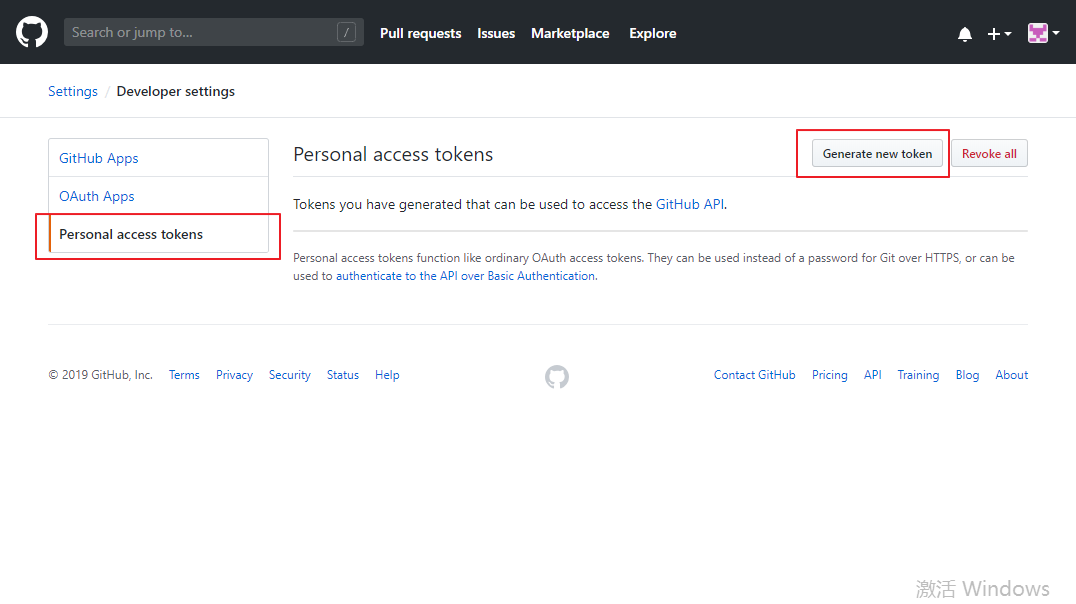 Search or jump to... / Pull requests Issues Marketplace Explore
Settings / Developer settings
GitHub Apps
OAuth Apps
Personal access tokens
Personal access tokens Generate new token Revoke all
Tokens you have generated that can be used to access the GitHub API.
Personal access tokens function like ordinary OAuth access tokens. They can be used instead of a password for Git over HTTPS, or can be
used to authenticate to the API over Basic Authentication.
© 2019 GitHub, Inc. Terms Privacy Security Status Help Contact GitHub Pricing API Training Blog About
激活 Windows